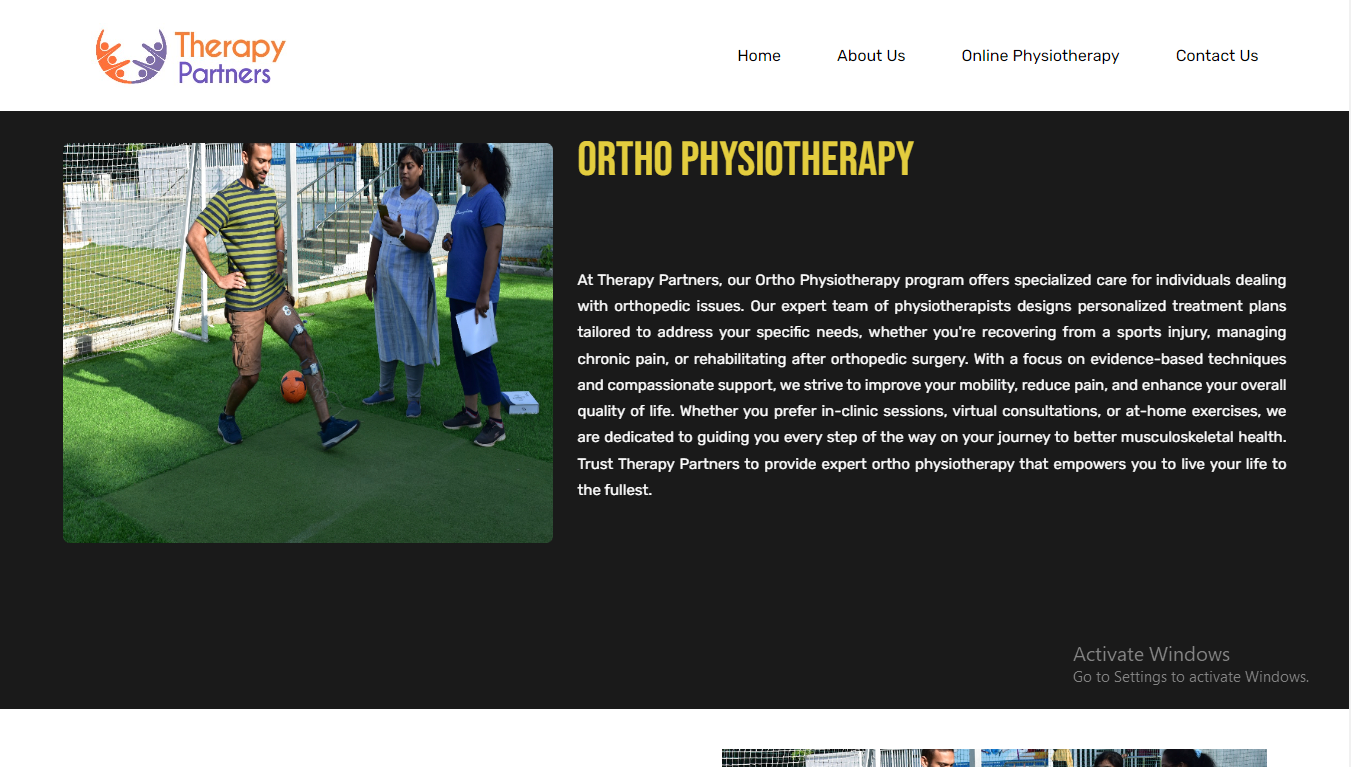 Therapy
Partners
Home
About Us
Online Physiotherapy
Contact Us
ORTHO PHYSIOTHERAPY
At Therapy Partners, our Ortho Physiotherapy program offers specialized care for individuals dealing
with orthopedic issues. Our expert team of physiotherapists designs personalized treatment plans
tailored to address your specific needs, whether you're recovering from a sports injury, managing
chronic pain, or rehabilitating after orthopedic surgery. With a focus on evidence-based techniques
and compassionate support, we strive to improve your mobility, reduce pain, and enhance your overall
quality of life. Whether you prefer in-clinic sessions, virtual consultations, or at-home exercises, we
are dedicated to guiding you every step of the way on your journey to better musculoskeletal health.
Trust Therapy Partners to provide expert ortho physiotherapy that empowers you to live your life to
the fullest.
Activate Windows
Go to Settings to activate Windows.